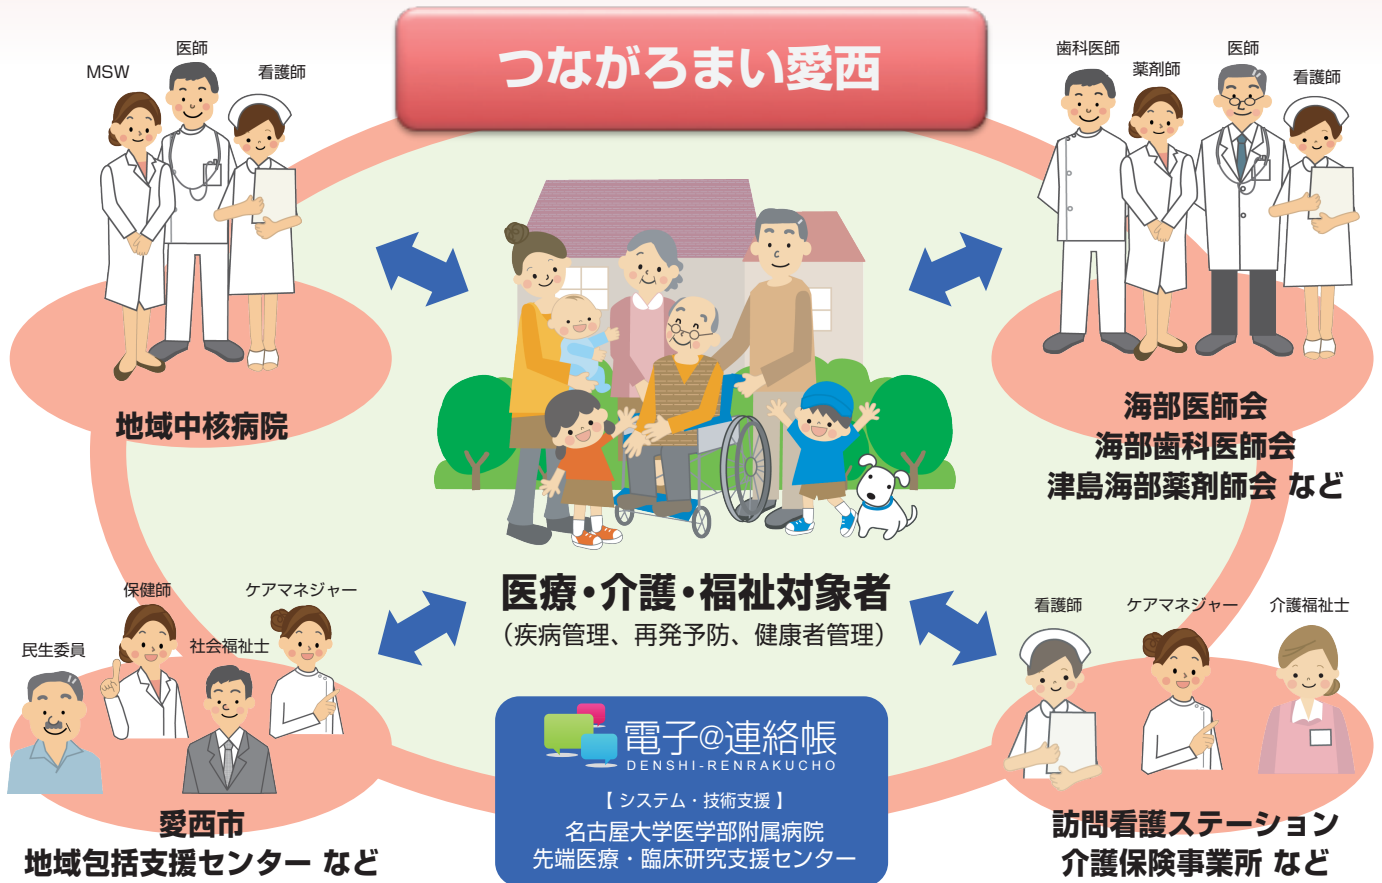 つながろまい愛西
MSW
医師
看護師
地域中核病院
歯科医師
薬剤師
医師
看護師
海部医師会
海部歯科医師会
津島海部薬剤師会 など
医療・介護・福祉対象者
（疾病管理、再発予防、健康者管理）
民生委員
保健師
社会福祉士
ケアマネジャー
愛西市
地域包括支援センター など
看護師
ケアマネジャー
介護福祉士
訪問看護ステーション
介護保険事業所 など
電子@連絡帳
DENSHI-RENRAKUCHO
【 システム・技術支援 】
名古屋大学医学部附属病院
先端医療・臨床研究支援センター